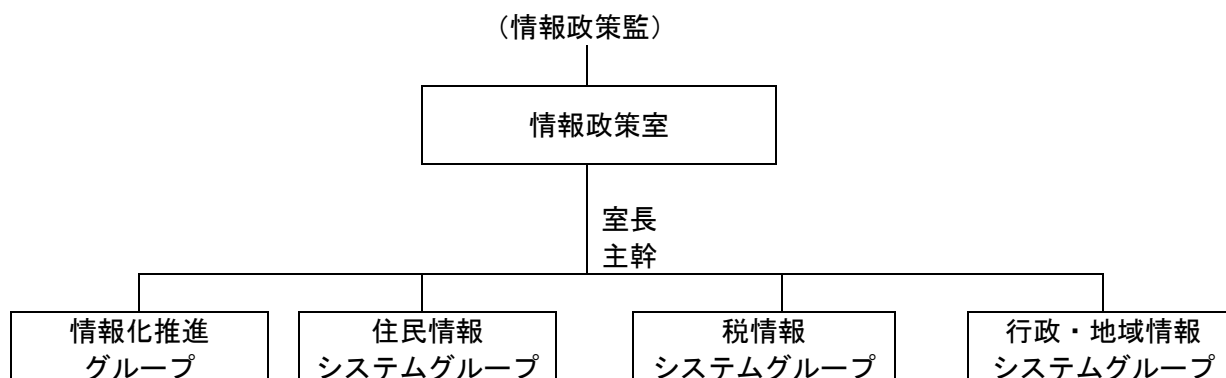 （情報政策監）
情報政策室
室長
主幹
情報化推進
グループ
住民情報
システムグループ
税情報
システムグループ
行政・地域情報
システムグループ